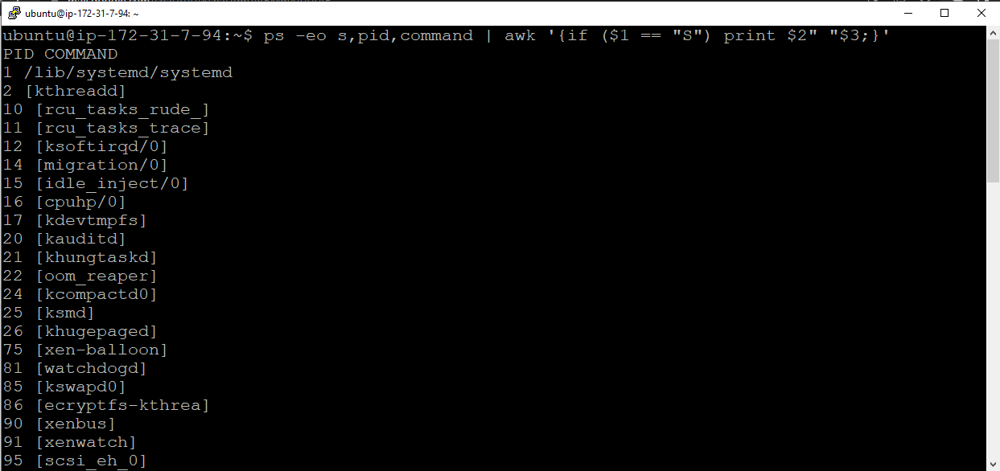 ubuntu@ip-172-31-7-94: ~
ubuntu@ip-172-31-7-94:~$ ps -eo s,pid,command | awk '{if ($1 == "S") print $2" "$3;}'
PID COMMAND
1 /lib/systemd/systemd
2 [kthreadd]
10 [rcu_tasks_rude_]
11 [rcu_tasks_trace]
12 [ksoftirqd/0]
14 [migration/0]
15 [idle_inject/0]
16 [cpuhp/0]
17 [kdevtmpfs]
20 [kauditd]
21 [khungtaskd]
22 [oom_reaper]
24 [kcompactd0]
25 [ksmd]
26 [khugepaged]
75 [xen-balloon]
81 [watchdogd]
85 [kswapd0]
86 [ecryptfs-kthrea]
90 [xenbus]
91 [xenwatch]
95 [scsi_eh_0]